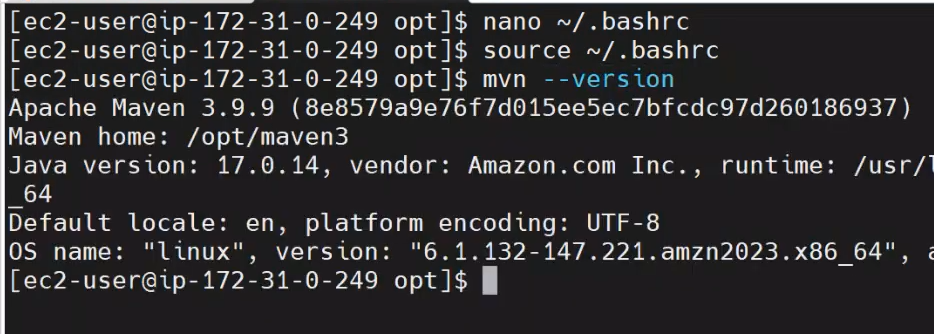 [ec2-user@ip-172-31-0-249 opt]$ nano ~/.bashrc
[ec2-user@ip-172-31-0-249 opt]$ source ~/.bashrc
[ec2-user@ip-172-31-0-249 opt]$ mvn --version
Apache Maven 3.9.9 (8e8579a9e76f7d015ee5ec7bfcdc97d260186937)
Maven home: /opt/maven3
Java version: 17.0.14, vendor: Amazon.com Inc., runtime: /usr/l
_64
Default locale: en, platform encoding: UTF-8
OS name: "linux", version: "6.1.132-147.221.amzn2023.x86_64", a
[ec2-user@ip-172-31-0-249 opt]$